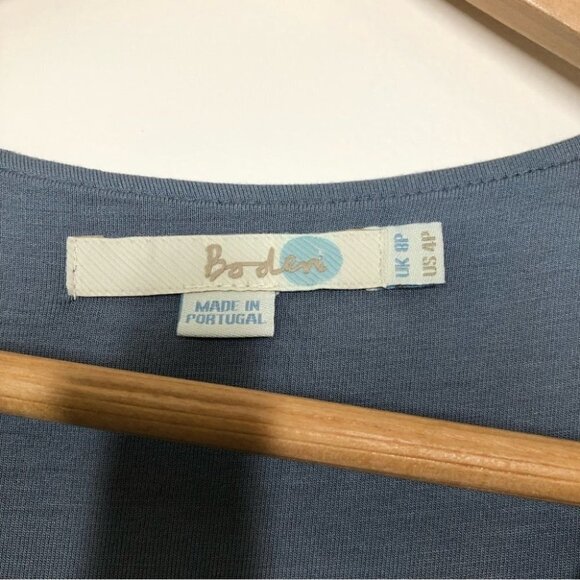 Boden
UK 8P
US 4P
MADE IN
PORTUGAL